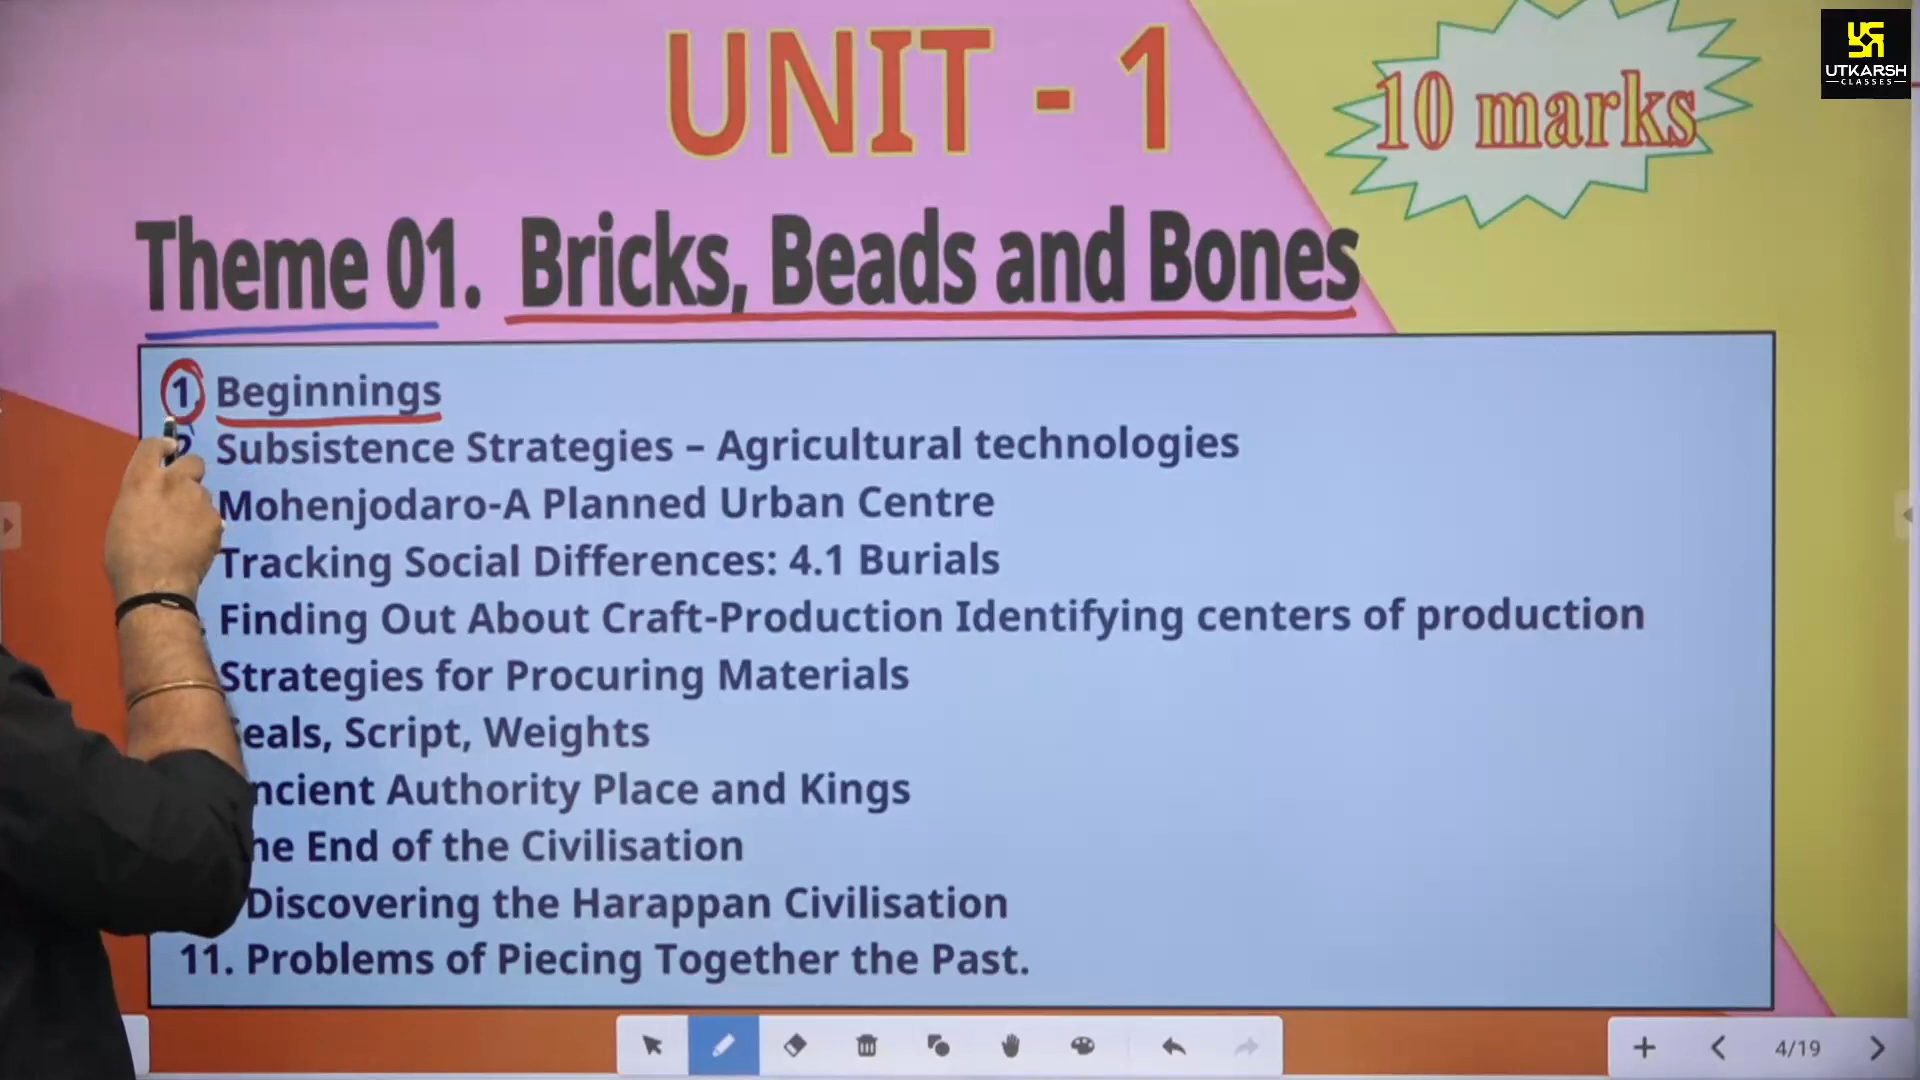 UNIT - 1
10 marks
UTKARSH
CLASSES
Theme 01. Bricks, Beads and Bones
1. Beginnings
2. Subsistence Strategies – Agricultural technologies
Mohenjodaro-A Planned Urban Centre
Tracking Social Differences: 4.1 Burials
Finding Out About Craft-Production Identifying centers of production
Strategies for Procuring Materials
eals, Script, Weights
ncient Authority Place and Kings
he End of the Civilisation
Discovering the Harappan Civilisation
11. Problems of Piecing Together the Past.
4/19